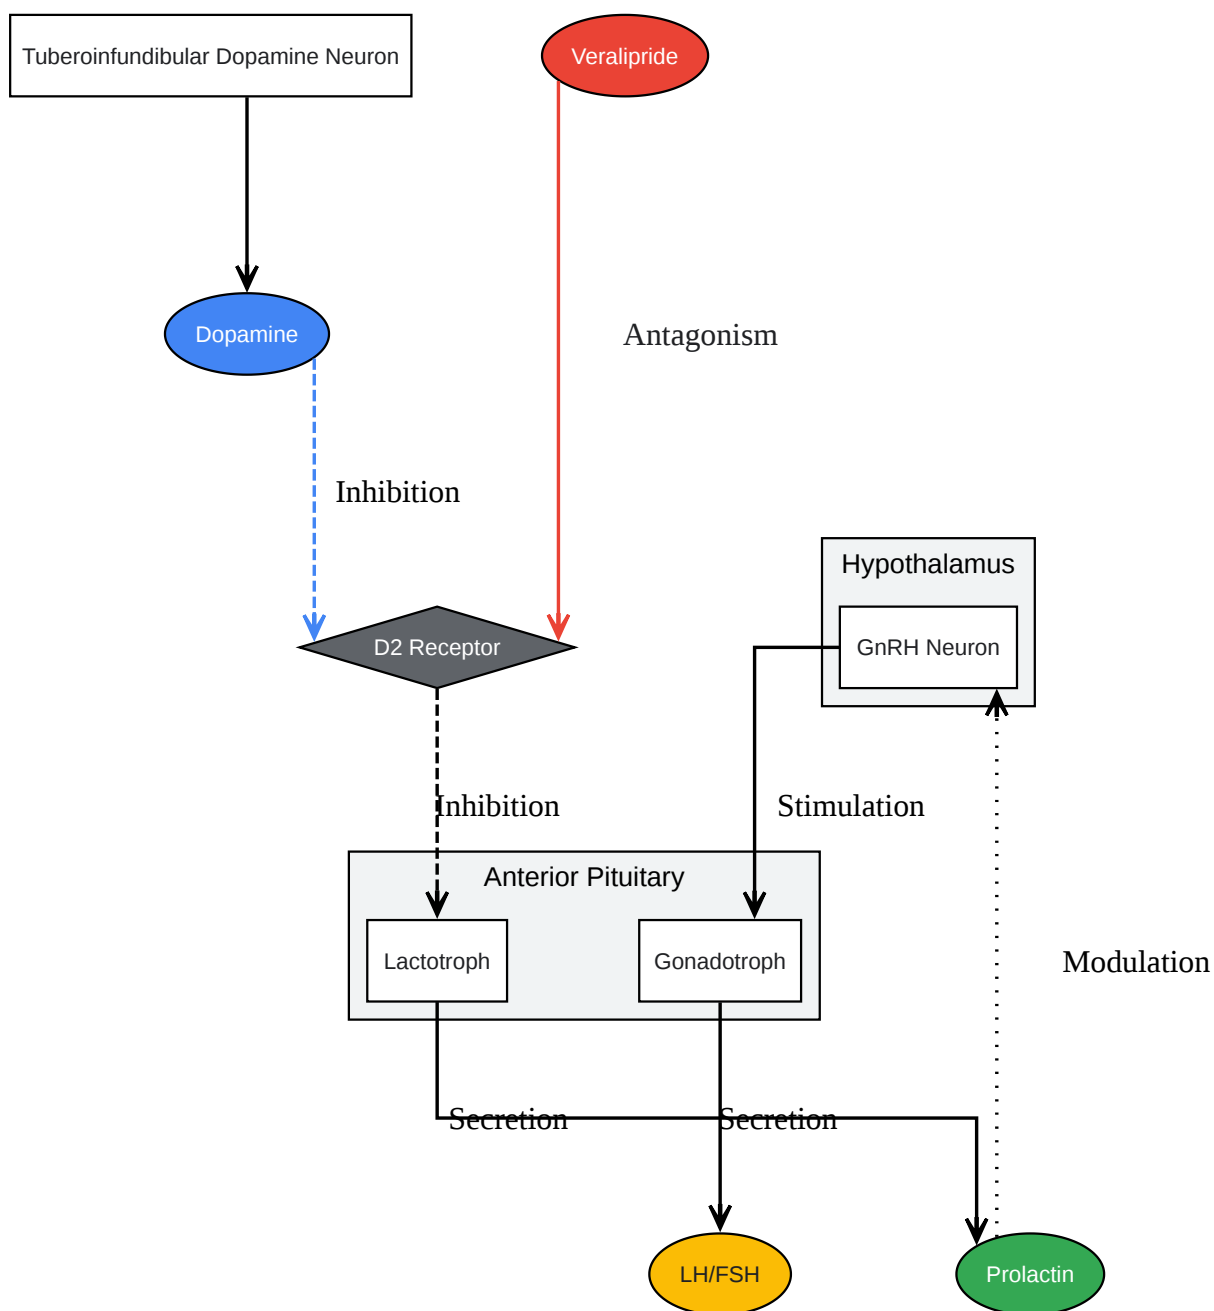 Tuberoinfundibular Dopamine Neuron
Veralipride
Dopamine
Antagonism
Inhibition
Hypothalamus
D2 Receptor
GnRH Neuron
Inhibition
Stimulation
Anterior Pituitary
Lactotroph
Gonadotroph
Modulation
Secretion
Secretion
LH/FSH
Prolactin